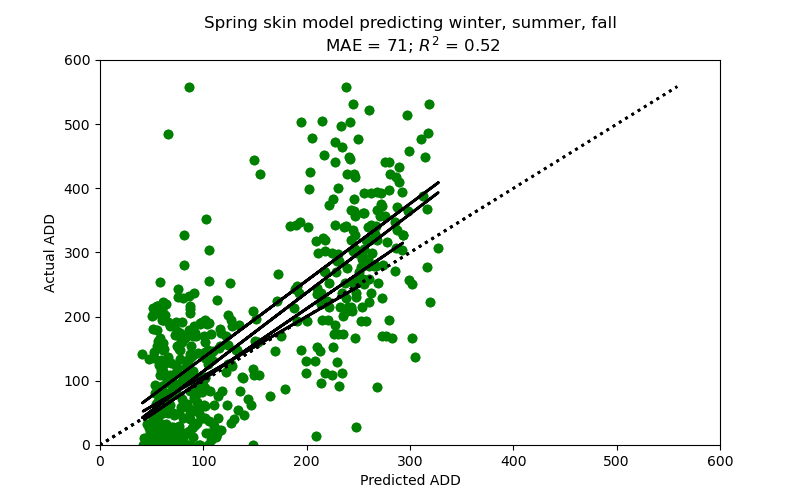 Spring skin model predicting winter, summer, fall
MAE = 71; R² = 0.52
600
500
400
300
200
100
0
Actual ADD
0 100 200 300 400 500 600
Predicted ADD